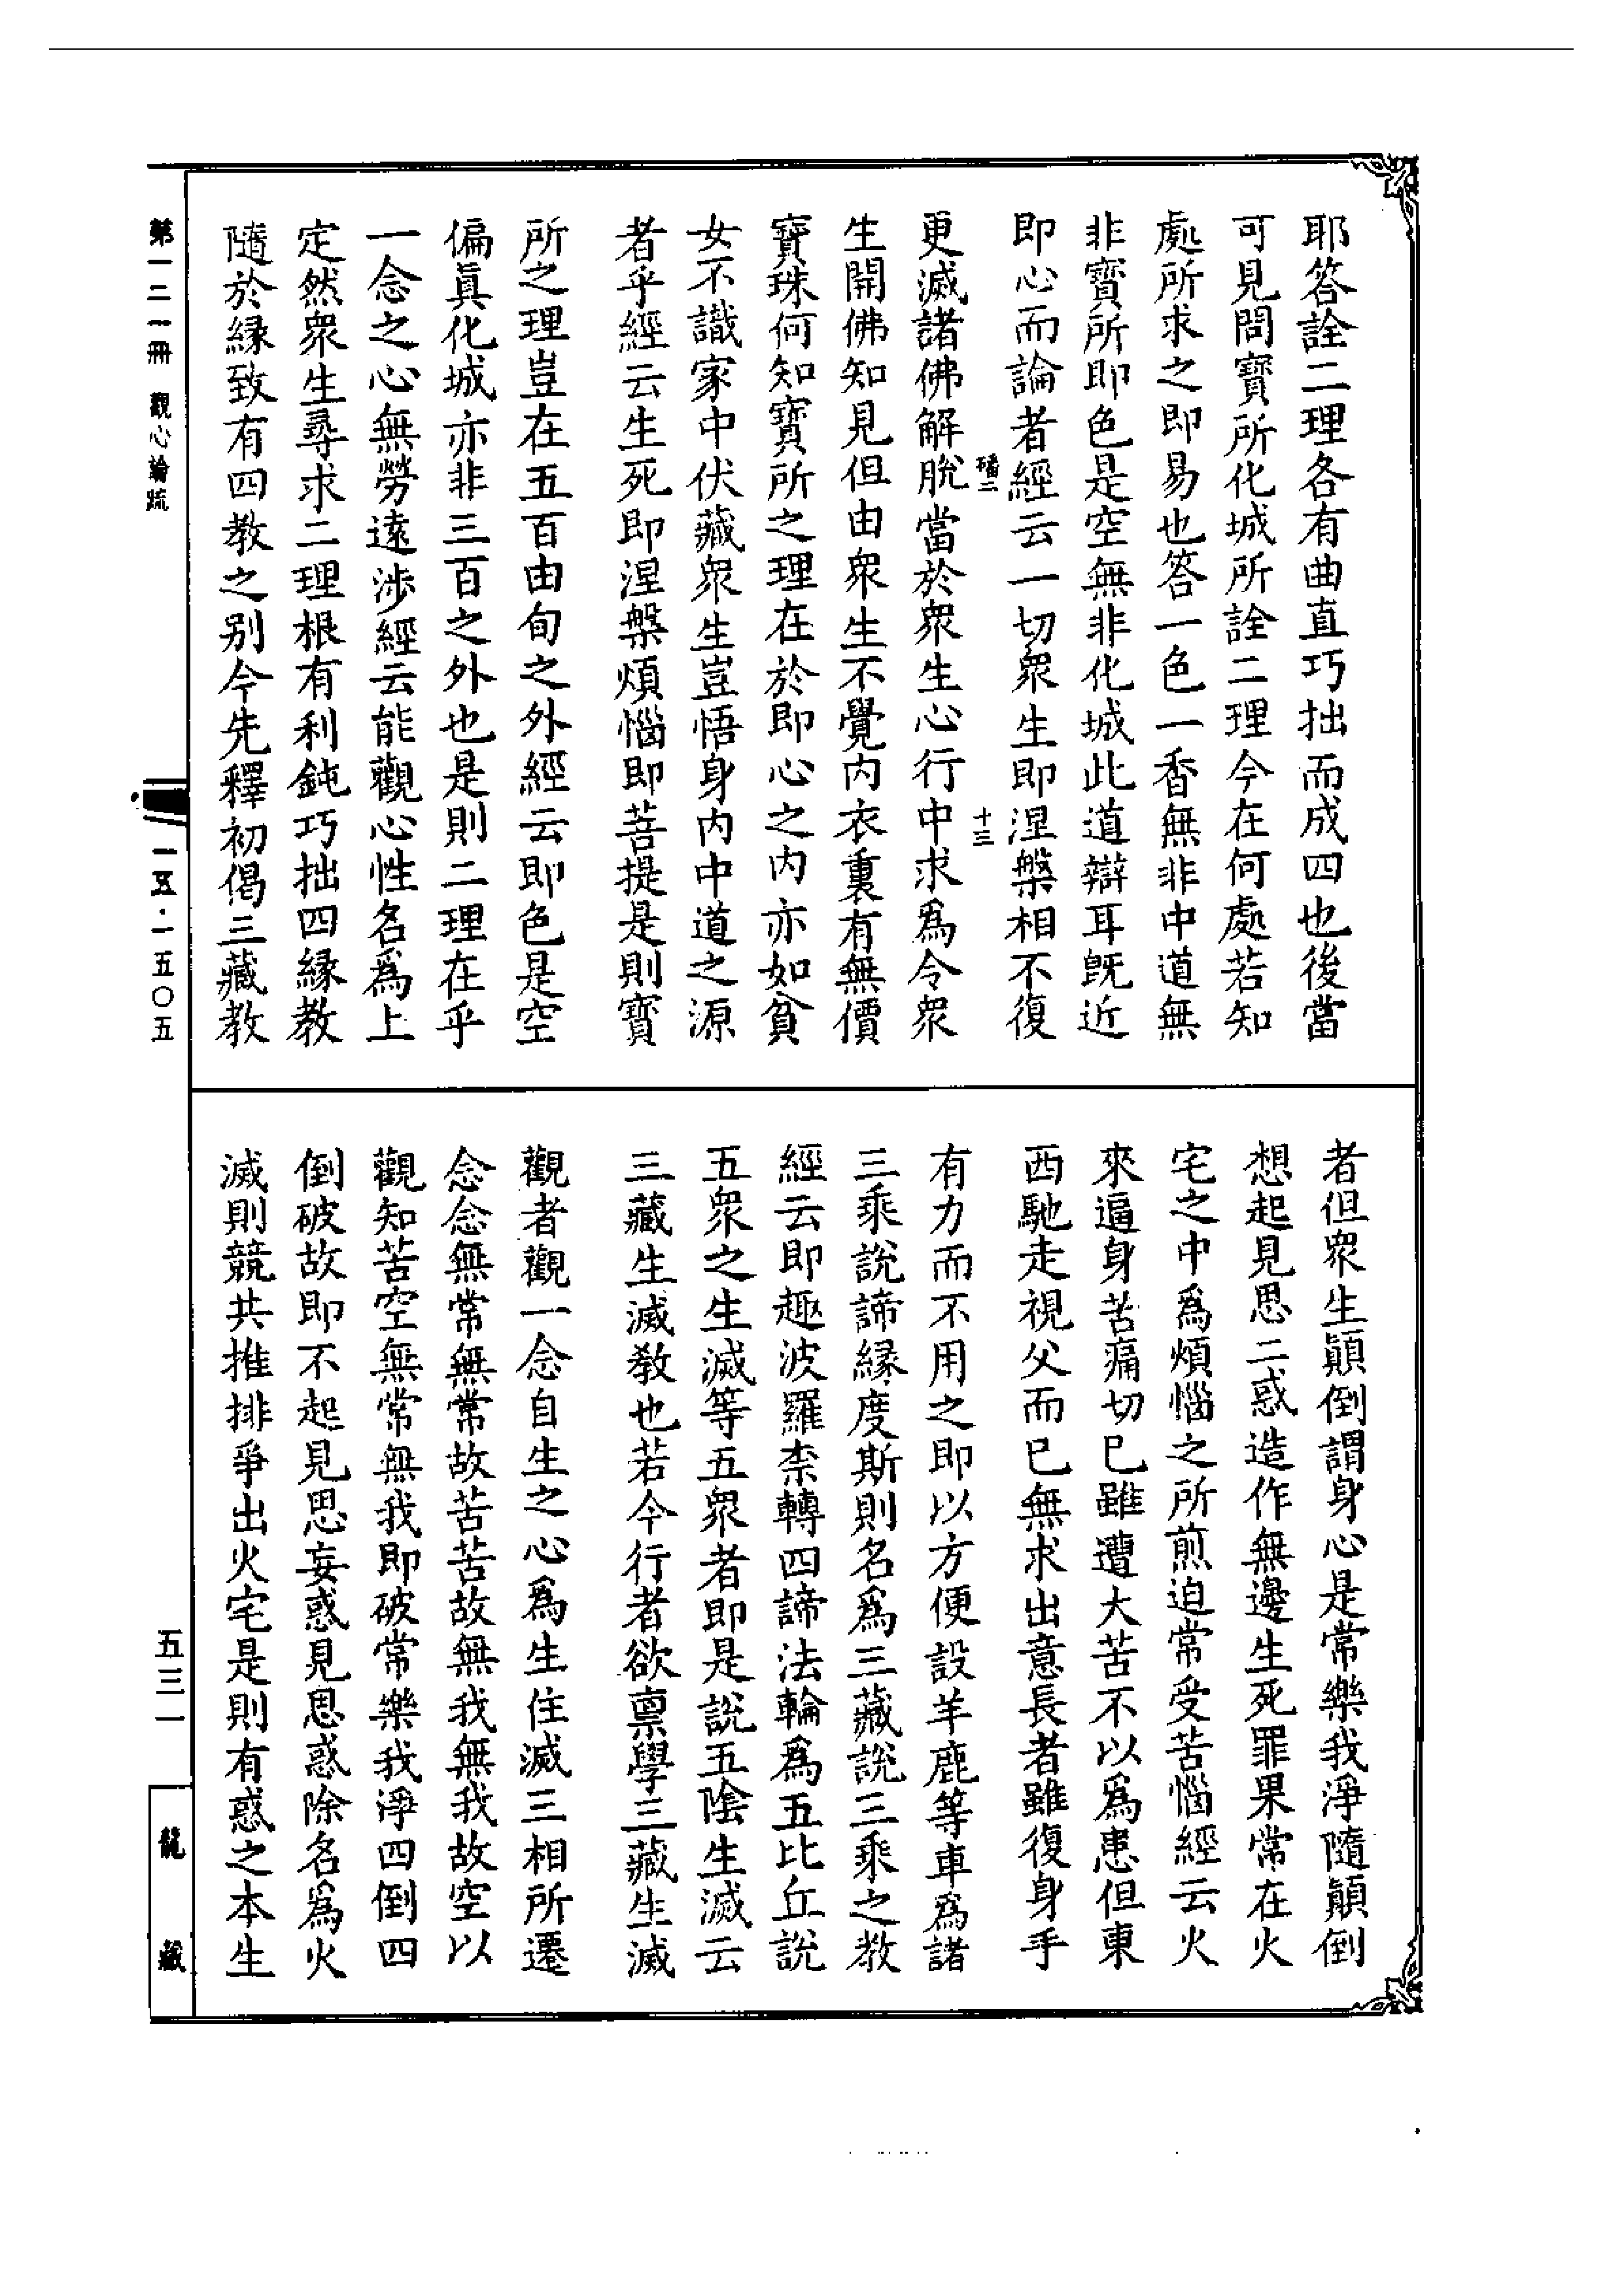 耶答詮二理各有曲直巧拙而成四也後當
可見問寶所化城所詮二理今在何處若知
處所求之即易也答一色一香無非中道無
非寶所即色是空無非化城此道辯耳既近
即心而論者經云一切眾生即涅槃相不復
磻二
十三
更滅諸佛解脫當於眾生心行中求為令眾
生開佛知見但由眾生不覺內衣裏有無價
寶珠何知寶所之理在於即心之內亦如貧
女不識家中伏藏眾生豈悟身內中道之源
者乎經云生死即涅槃煩惱即菩提是則寶
所之理豈在五百由旬之外經云即色是空
偏真化城亦非三百之外也是則二理在乎
一念之心無勞遠涉經云能觀心性名為上
定然眾生尋求二理根有利鈍巧拙四緣教
隨於緣致有四教之別今先釋初偈三藏教
者但眾生顛倒謂身心是常樂我淨隨顛倒
想起見思二惑造作無邊生死罪果常在火
宅之中為煩惱之所煎迫常受苦惱經云火
來逼身苦痛切已雖遭大苦不以為患但東
西馳走視父而已無求出意長者雖復身手
有力而不用之即以方便設羊鹿等車為諸
三乘說諦緣度斯則名為三藏說三乘之教
經云即趣波羅柰轉四諦法輪為五比丘說
五眾之生滅等五眾者即是說五陰生滅云
三藏生滅教也若今行者欲稟學三藏生滅
觀者觀一念自生之心為生住滅三相所遷
念念無常無常故苦苦故無我無我故空以
觀知苦空無常無我即破常樂我淨四倒四
倒破故即不起見思妄惑見思惑除名為火
滅則競共推排爭出火宅是則有惑之本生
第一二一冊 觀心論疏
一五·一五〇五
五三一
龍藏